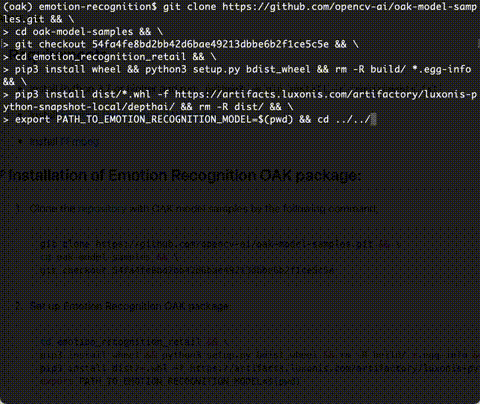 (oak) emotion-recognition$ git clone https://github.com/opencv-ai/oak-model-samp
les.git && \
> cd oak-model-samples && \
> git checkout 54fa4fe8bd2bb42d6bae49213dbbe6b2f1ce5c5e && \
> cd emotion_recognition_retail && \
> pip3 install wheel && python3 setup.py bdist_wheel && rm -R build/ *.egg-info
&& \
> pip3 install dist/*.whl -f https://artifacts.luxonis.com/artifactory/luxonis-p
ython-snapshot-local/depthai/ && rm -R dist/ && \
> export PATH_TO_EMOTION_RECOGNITION_MODEL=$(pwd) && cd ../../
Installation of Emotion Recognition OAK package:
1. Clone the repository with OAK model samples by the following command:
git clone https://github.com/opencv-ai/oak-model-samples.git && \
cd oak-model-samples && \
git checkout 54fa4fe8bd2bb42d6bae49213dbbe6b2f1ce5c5e
2. Set up Emotion Recognition OAK package
cd emotion_recognition_retail && \
pip3 install wheel && python3 setup.py bdist_wheel && rm -R build/ *.egg-info &&
pip3 install dist/*.whl -f https://artifacts.luxonis.com/artifactory/luxonis-py
export PATH_TO_EMOTION_RECOGNITION_MODEL=$(pwd)